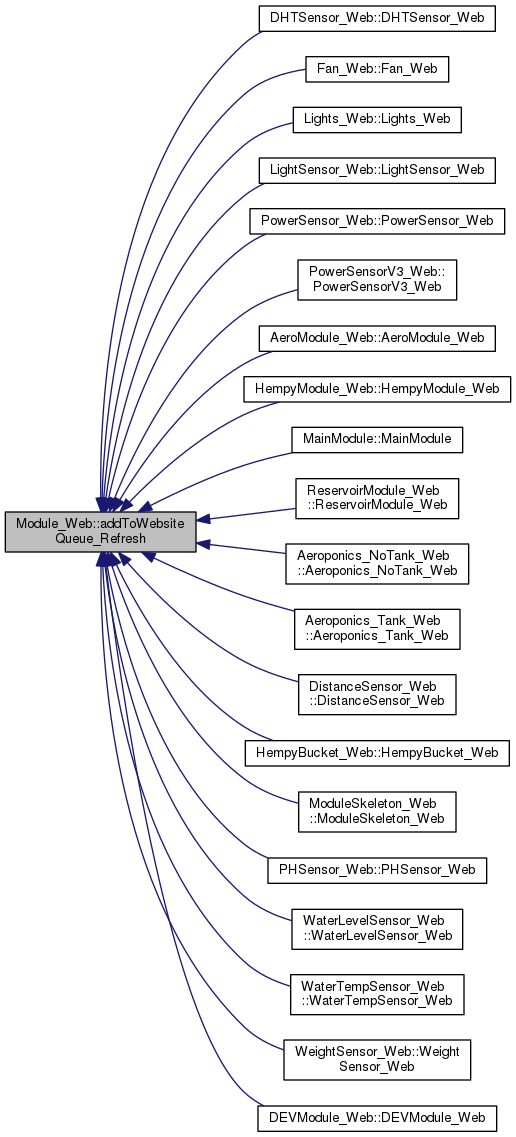 DHTSensor_Web::DHTSensor_Web
Fan_Web::Fan_Web
Lights_Web::Lights_Web
LightSensor_Web::LightSensor_Web
PowerSensor_Web::PowerSensor_Web
PowerSensorV3_Web::
PowerSensorV3_Web
AeroModule_Web::AeroModule_Web
HempyModule_Web::HempyModule_Web
MainModule::MainModule
ReservoirModule_Web
::ReservoirModule_Web
Module_Web::addToWebsite
Queue_Refresh
Aeroponics_NoTank_Web
::Aeroponics_NoTank_Web
Aeroponics_Tank_Web
::Aeroponics_Tank_Web
DistanceSensor_Web
::DistanceSensor_Web
HempyBucket_Web::HempyBucket_Web
ModuleSkeleton_Web
::ModuleSkeleton_Web
PHSensor_Web::PHSensor_Web
WaterLevelSensor_Web
::WaterLevelSensor_Web
WaterTempSensor_Web
::WaterTempSensor_Web
WeightSensor_Web::Weight
Sensor_Web
DEVModule_Web::DEVModule_Web